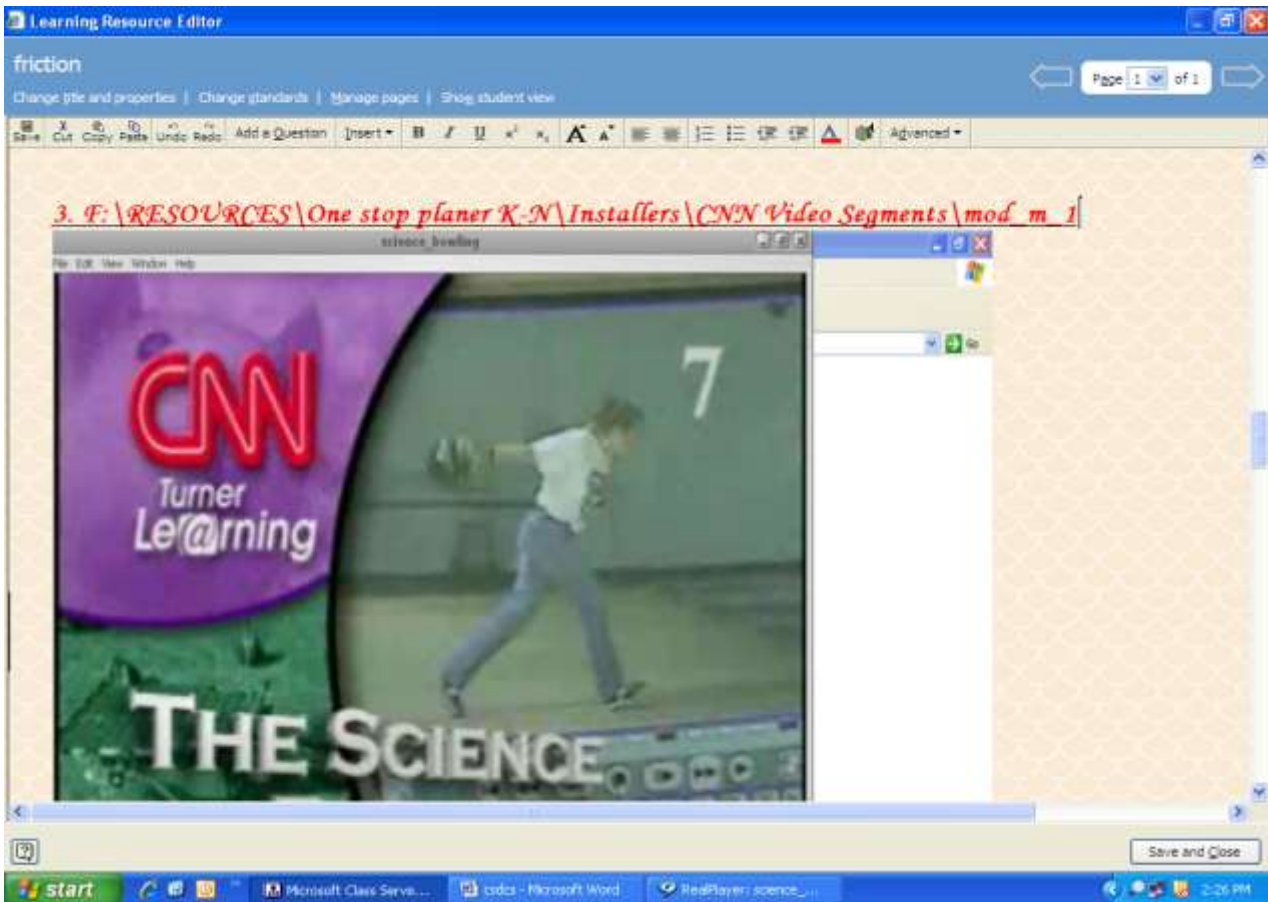 Learning Resource Editor
friction
Page 1 of 1
Change title and properties | Change standards | Manage pages | Show student view
Save Cut Copy Paste Undo Redo Add a Question Insert B I U x² x₂ A A Advanced
3. F:\RESOURCES\One stop planer K-N\Installers\CNN Video Segments\mod_m_1
science_bowling
File Edit View Window Help
Go
7
CNN
Turner
Le@rning
THE SCIENCE
Save and Close
start
Microsoft Class Serve...
csdcs - Microsoft Word
RealPlayer: science_...
2:26 PM